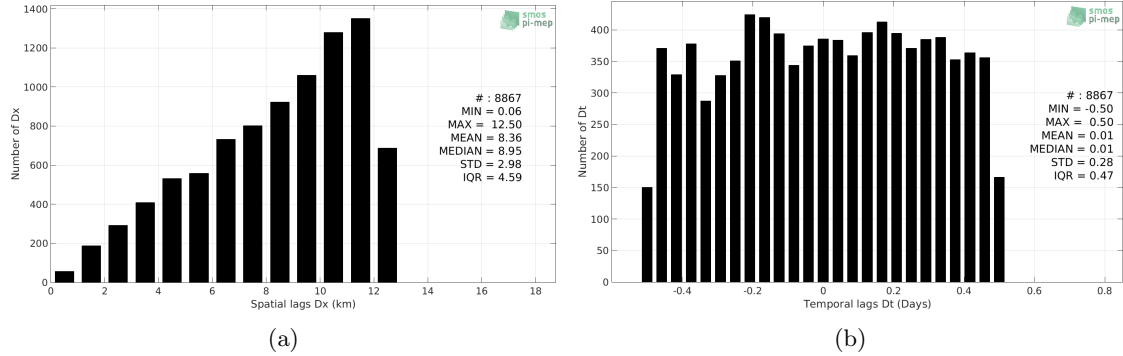 1400
1200
1000
800
600
400
200
0
Number of Dx
smos
pi-mep
# : 8867
MIN = 0.06
MAX = 12.50
MEAN = 8.36
MEDIAN = 8.95
STD = 2.98
IQR = 4.59
0 2 4 6 8 10 12 14 16 18
Spatial lags Dx (km)
(a)
400
350
300
250
200
150
100
50
0
Number of Dt
smos
pi-mep
# : 8867
MIN = -0.50
MAX = 0.50
MEAN = 0.01
MEDIAN = 0.01
STD = 0.28
IQR = 0.47
-0.4 -0.2 0 0.2 0.4 0.6 0.8
Temporal lags Dt (Days)
(b)